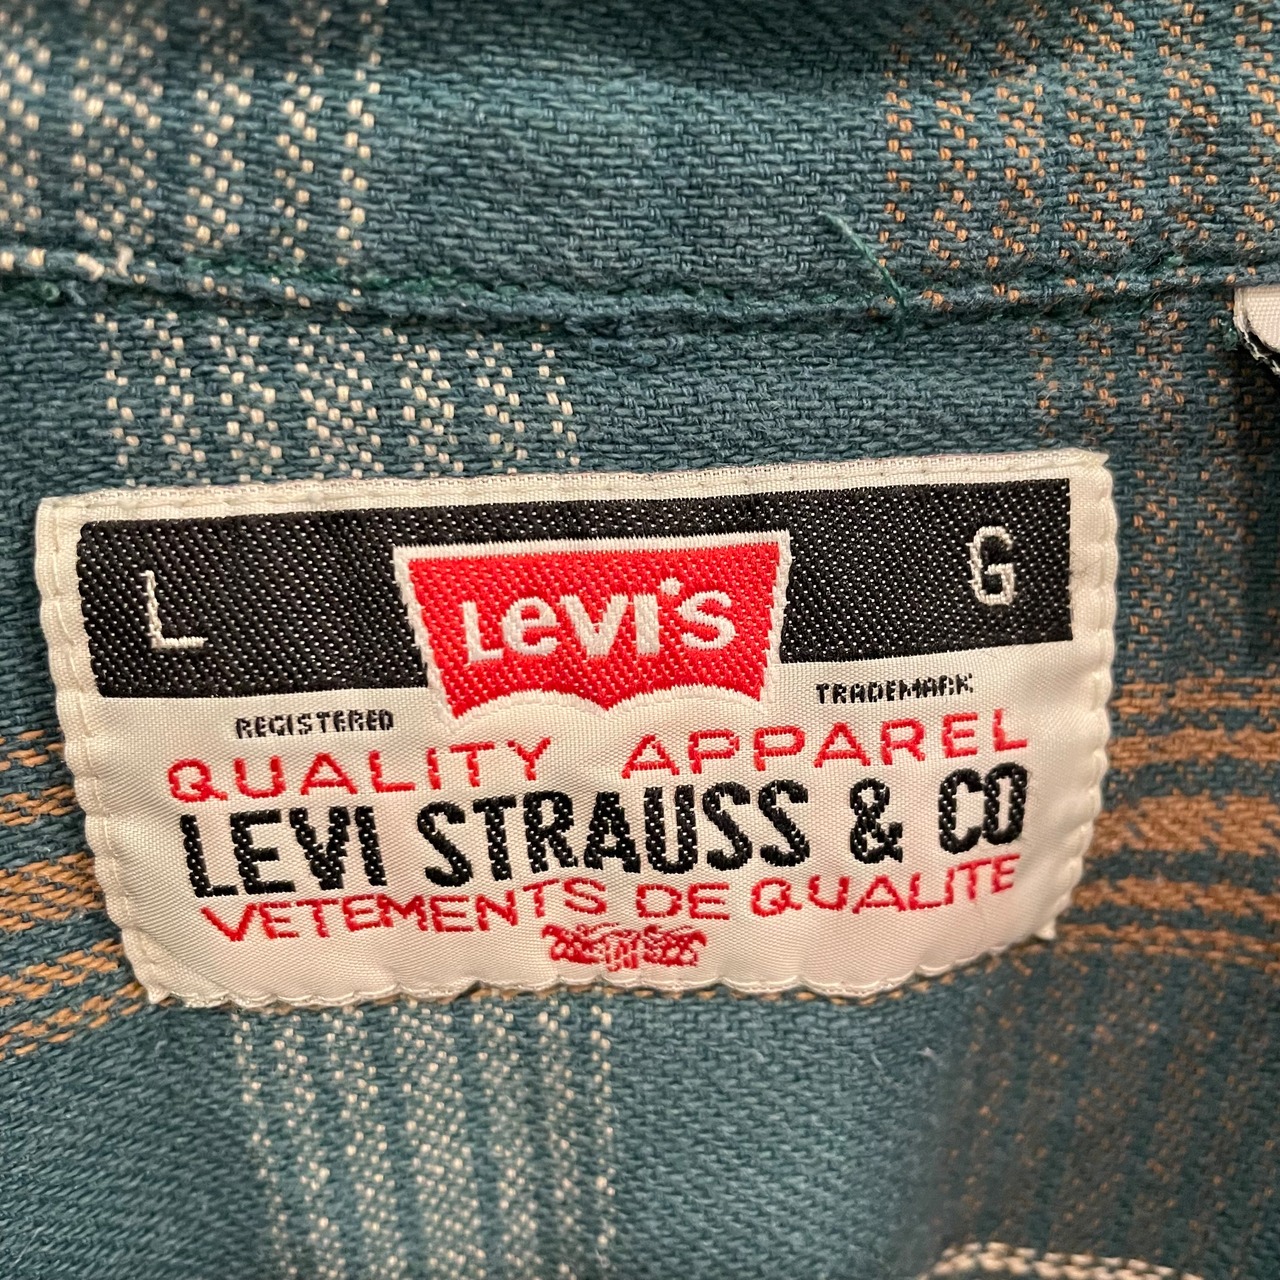 L G
LEVI'S
REGISTERED TRADEMARK
QUALITY APPAREL
LEVI STRAUSS & CO
VETEMENTS DE QUALITE